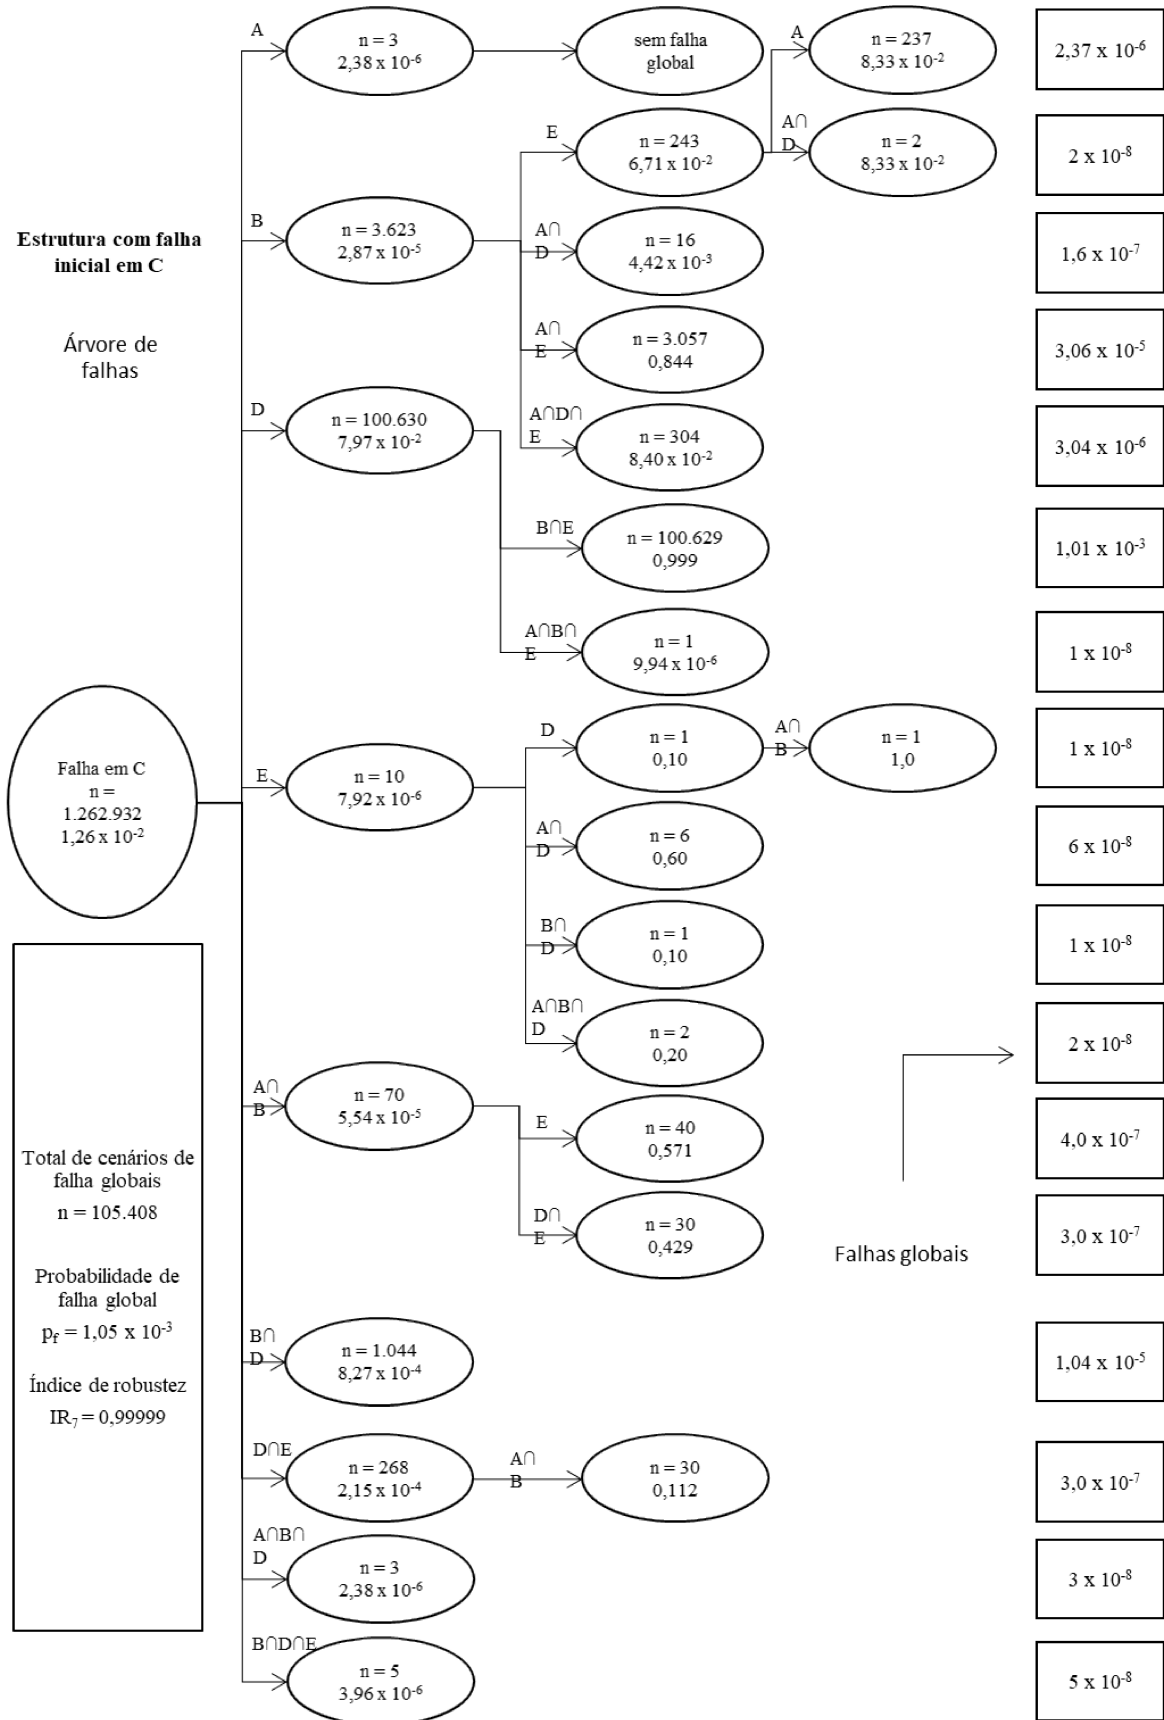 A
n = 3
2,38 x 10⁻⁶
sem falha
global
A
n = 237
8,33 x 10⁻²
2,37 x 10⁻⁶
E
n = 243
6,71 x 10⁻²
A∩
D
n = 2
8,33 x 10⁻²
2 x 10⁻⁸
Estrutura com falha
inicial em C
B
n = 3.623
2,87 x 10⁻⁵
A∩
D
n = 16
4,42 x 10⁻³
1,6 x 10⁻⁷
Árvore de
falhas
A∩
E
n = 3.057
0,844
3,06 x 10⁻⁵
D
n = 100.630
7,97 x 10⁻²
A∩D∩
E
n = 304
8,40 x 10⁻²
3,04 x 10⁻⁶
B∩E
n = 100.629
0,999
1,01 x 10⁻³
A∩B∩
E
n = 1
9,94 x 10⁻⁶
1 x 10⁻⁸
Falha em C
n =
1.262.932
1,26 x 10⁻²
E
n = 10
7,92 x 10⁻⁶
D
n = 1
0,10
A∩
B
n = 1
1,0
1 x 10⁻⁸
A∩
D
n = 6
0,60
6 x 10⁻⁸
B∩
D
n = 1
0,10
1 x 10⁻⁸
A∩B∩
D
n = 2
0,20
2 x 10⁻⁸
A∩
B
n = 70
5,54 x 10⁻⁵
E
n = 40
0,571
4,0 x 10⁻⁷
D∩
E
n = 30
0,429
3,0 x 10⁻⁷
Falhas globais
Total de cenários de
falha globais
n = 105.408
Probabilidade de
falha global
p_f = 1,05 x 10⁻³
Índice de robustez
IR₇ = 0,99999
B∩
D
n = 1.044
8,27 x 10⁻⁴
1,04 x 10⁻⁵
D∩E
n = 268
2,15 x 10⁻⁴
A∩
B
n = 30
0,112
3,0 x 10⁻⁷
A∩B∩
D
n = 3
2,38 x 10⁻⁶
3 x 10⁻⁸
B∩D∩E
n = 5
3,96 x 10⁻⁶
5 x 10⁻⁸